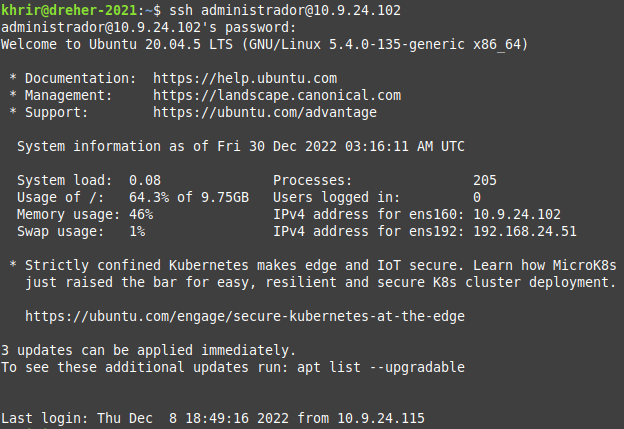 khrir@dreher-2021:~$ ssh administrador@10.9.24.102
administrador@10.9.24.102's password:
Welcome to Ubuntu 20.04.5 LTS (GNU/Linux 5.4.0-135-generic x86_64)

 * Documentation:  https://help.ubuntu.com
 * Management:     https://landscape.canonical.com
 * Support:        https://ubuntu.com/advantage

  System information as of Fri 30 Dec 2022 03:16:11 AM UTC

  System load:  0.08              Processes:               205
  Usage of /:   64.3% of 9.75GB   Users logged in:         0
  Memory usage: 46%               IPv4 address for ens160: 10.9.24.102
  Swap usage:   1%                IPv4 address for ens192: 192.168.24.51

 * Strictly confined Kubernetes makes edge and IoT secure. Learn how MicroK8s
   just raised the bar for easy, resilient and secure K8s cluster deployment.

   https://ubuntu.com/engage/secure-kubernetes-at-the-edge

3 updates can be applied immediately.
To see these additional updates run: apt list --upgradable


Last login: Thu Dec  8 18:49:16 2022 from 10.9.24.115